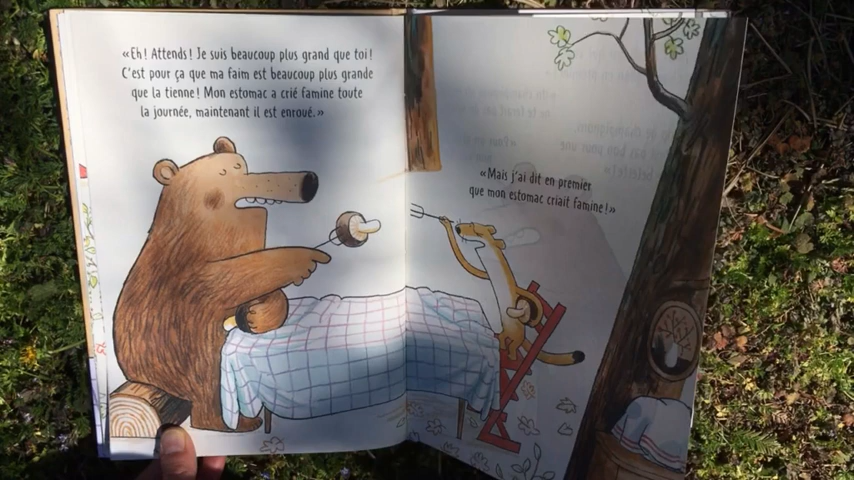 «Eh! Attends! Je suis beaucoup plus grand que toi!
C'est pour ça que ma faim est beaucoup plus grande
que la tienne! Mon estomac a crié famine toute
la journée, maintenant il est enroué.»
«Mais j'ai dit en premier
que mon estomac criait famine!»